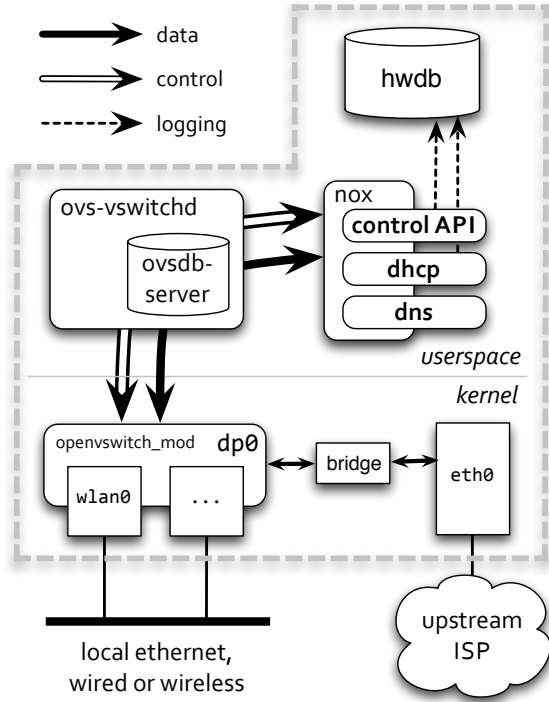 data
control
logging
hwdb
ovs-vswitchd
ovsdb-
server
nox
control API
dhcp
dns
userspace
kernel
openvswitch_mod
dp0
wlan0
...
bridge
eth0
local ethernet,
wired or wireless
upstream
ISP